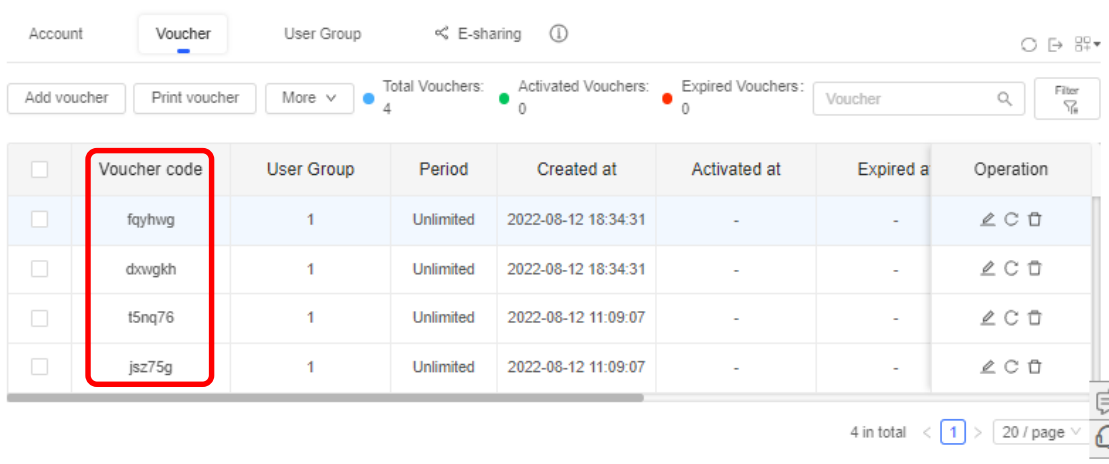 Account Voucher User Group E-sharing
Add voucher Print voucher More Total Vouchers: 4 Activated Vouchers: 0 Expired Vouchers: 0 Voucher Filter
Voucher code User Group Period Created at Activated at Expired a Operation
fqyhwg 1 Unlimited 2022-08-12 18:34:31 - -
dxwgkh 1 Unlimited 2022-08-12 18:34:31 - -
t5nq76 1 Unlimited 2022-08-12 11:09:07 - -
jsz75g 1 Unlimited 2022-08-12 11:09:07 - -
4 in total < 1 > 20 / page